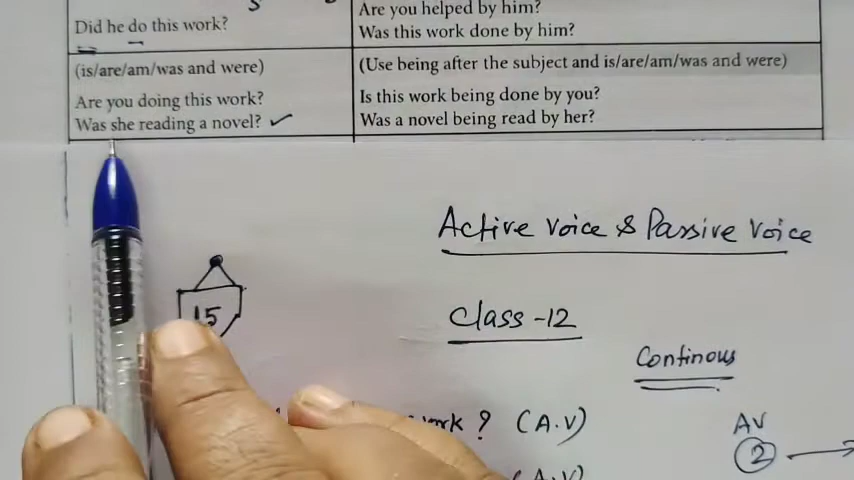 Did he do this work?
Are you helped by him?
Was this work done by him?
(is/are/am/was and were)
(Use being after the subject and is/are/am/was and were)
Are you doing this work?
Is this work being done by you?
Was she reading a novel?
Was a novel being read by her?
Active Voice & Passive Voice
Class -12
15
Continous
work ? (A.V)
(A.V)
AV
2